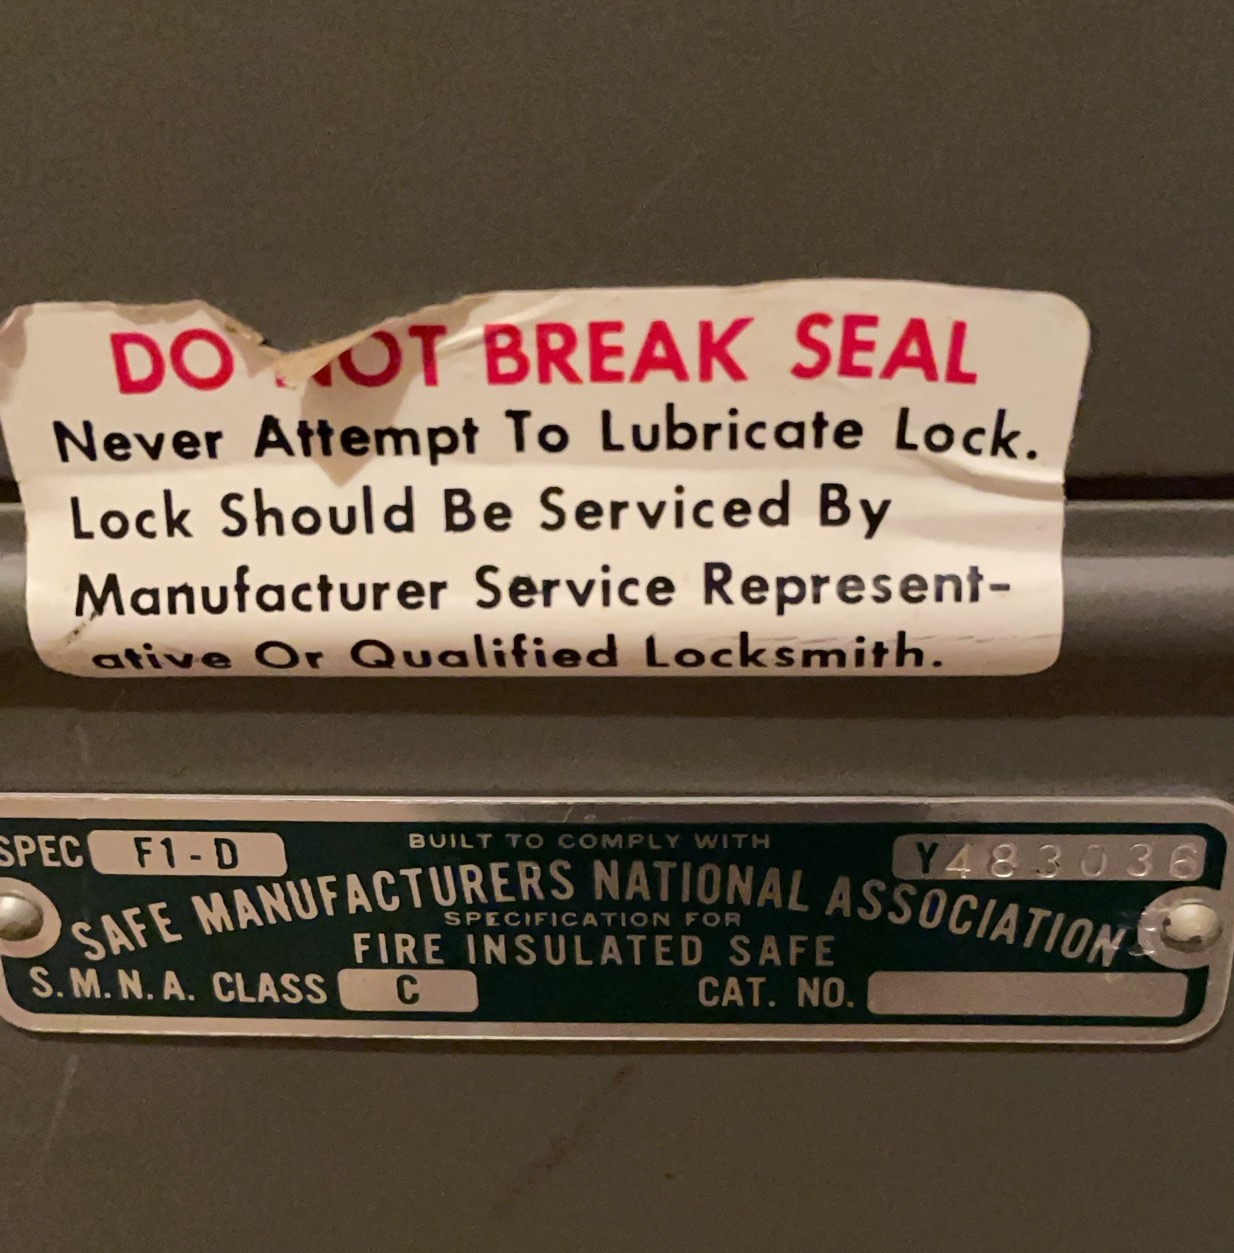 DO NOT BREAK SEAL
Never Attempt To Lubricate Lock.
Lock Should Be Serviced By
Manufacturer Service Represent-
ative Or Qualified Locksmith.
SPEC F1-D
BUILT TO COMPLY WITH
Y483036
SAFE MANUFACTURERS NATIONAL ASSOCIATION
SPECIFICATION FOR
FIRE INSULATED SAFE
S.M.N.A. CLASS C
CAT. NO.